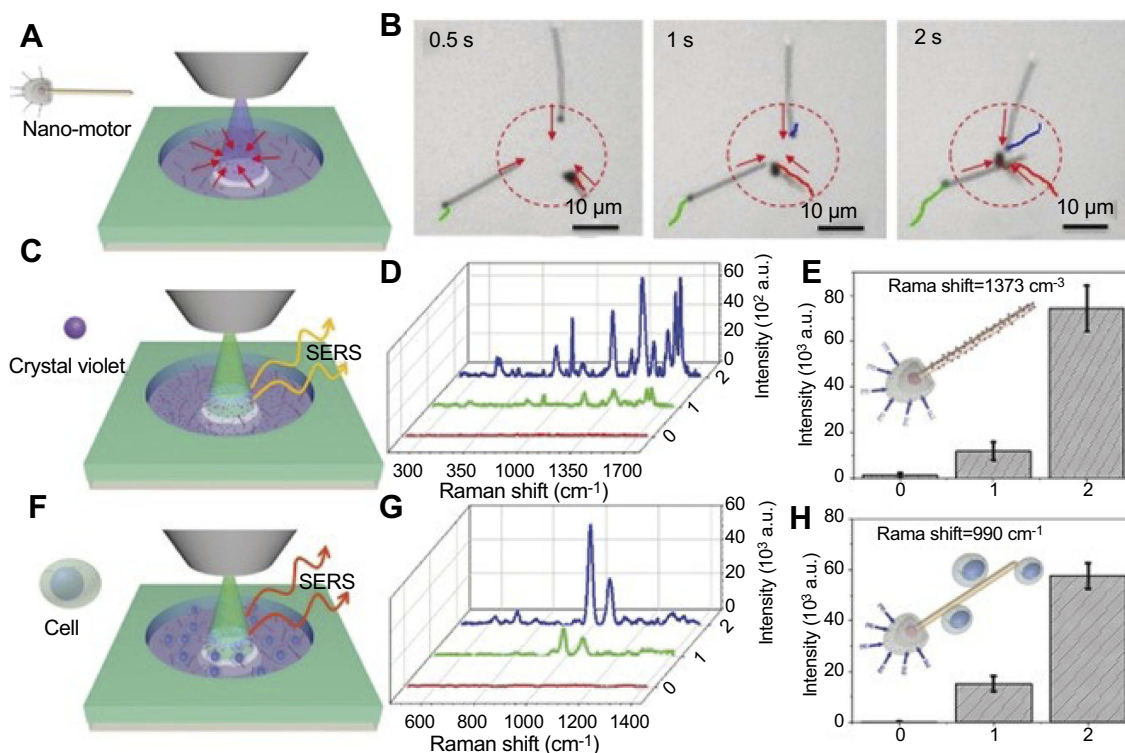 A
Nano-motor
B
0.5 s
10 µm
1 s
10 µm
2 s
10 µm
C
Crystal violet
SERS
D
60
40
20
0
Intensity (10² a.u.)
2
1
0
300 350 1000 1350 1700
Raman shift (cm⁻¹)
E
Rama shift=1373 cm⁻³
80
60
40
20
0
Intensity (10³ a.u.)
0 1 2
F
Cell
SERS
G
60
40
20
0
Intensity (10³ a.u.)
2
1
0
600 800 1000 1200 1400
Raman shift (cm⁻¹)
H
Rama shift=990 cm⁻¹
80
60
40
20
0
Intensity (10³ a.u.)
0 1 2